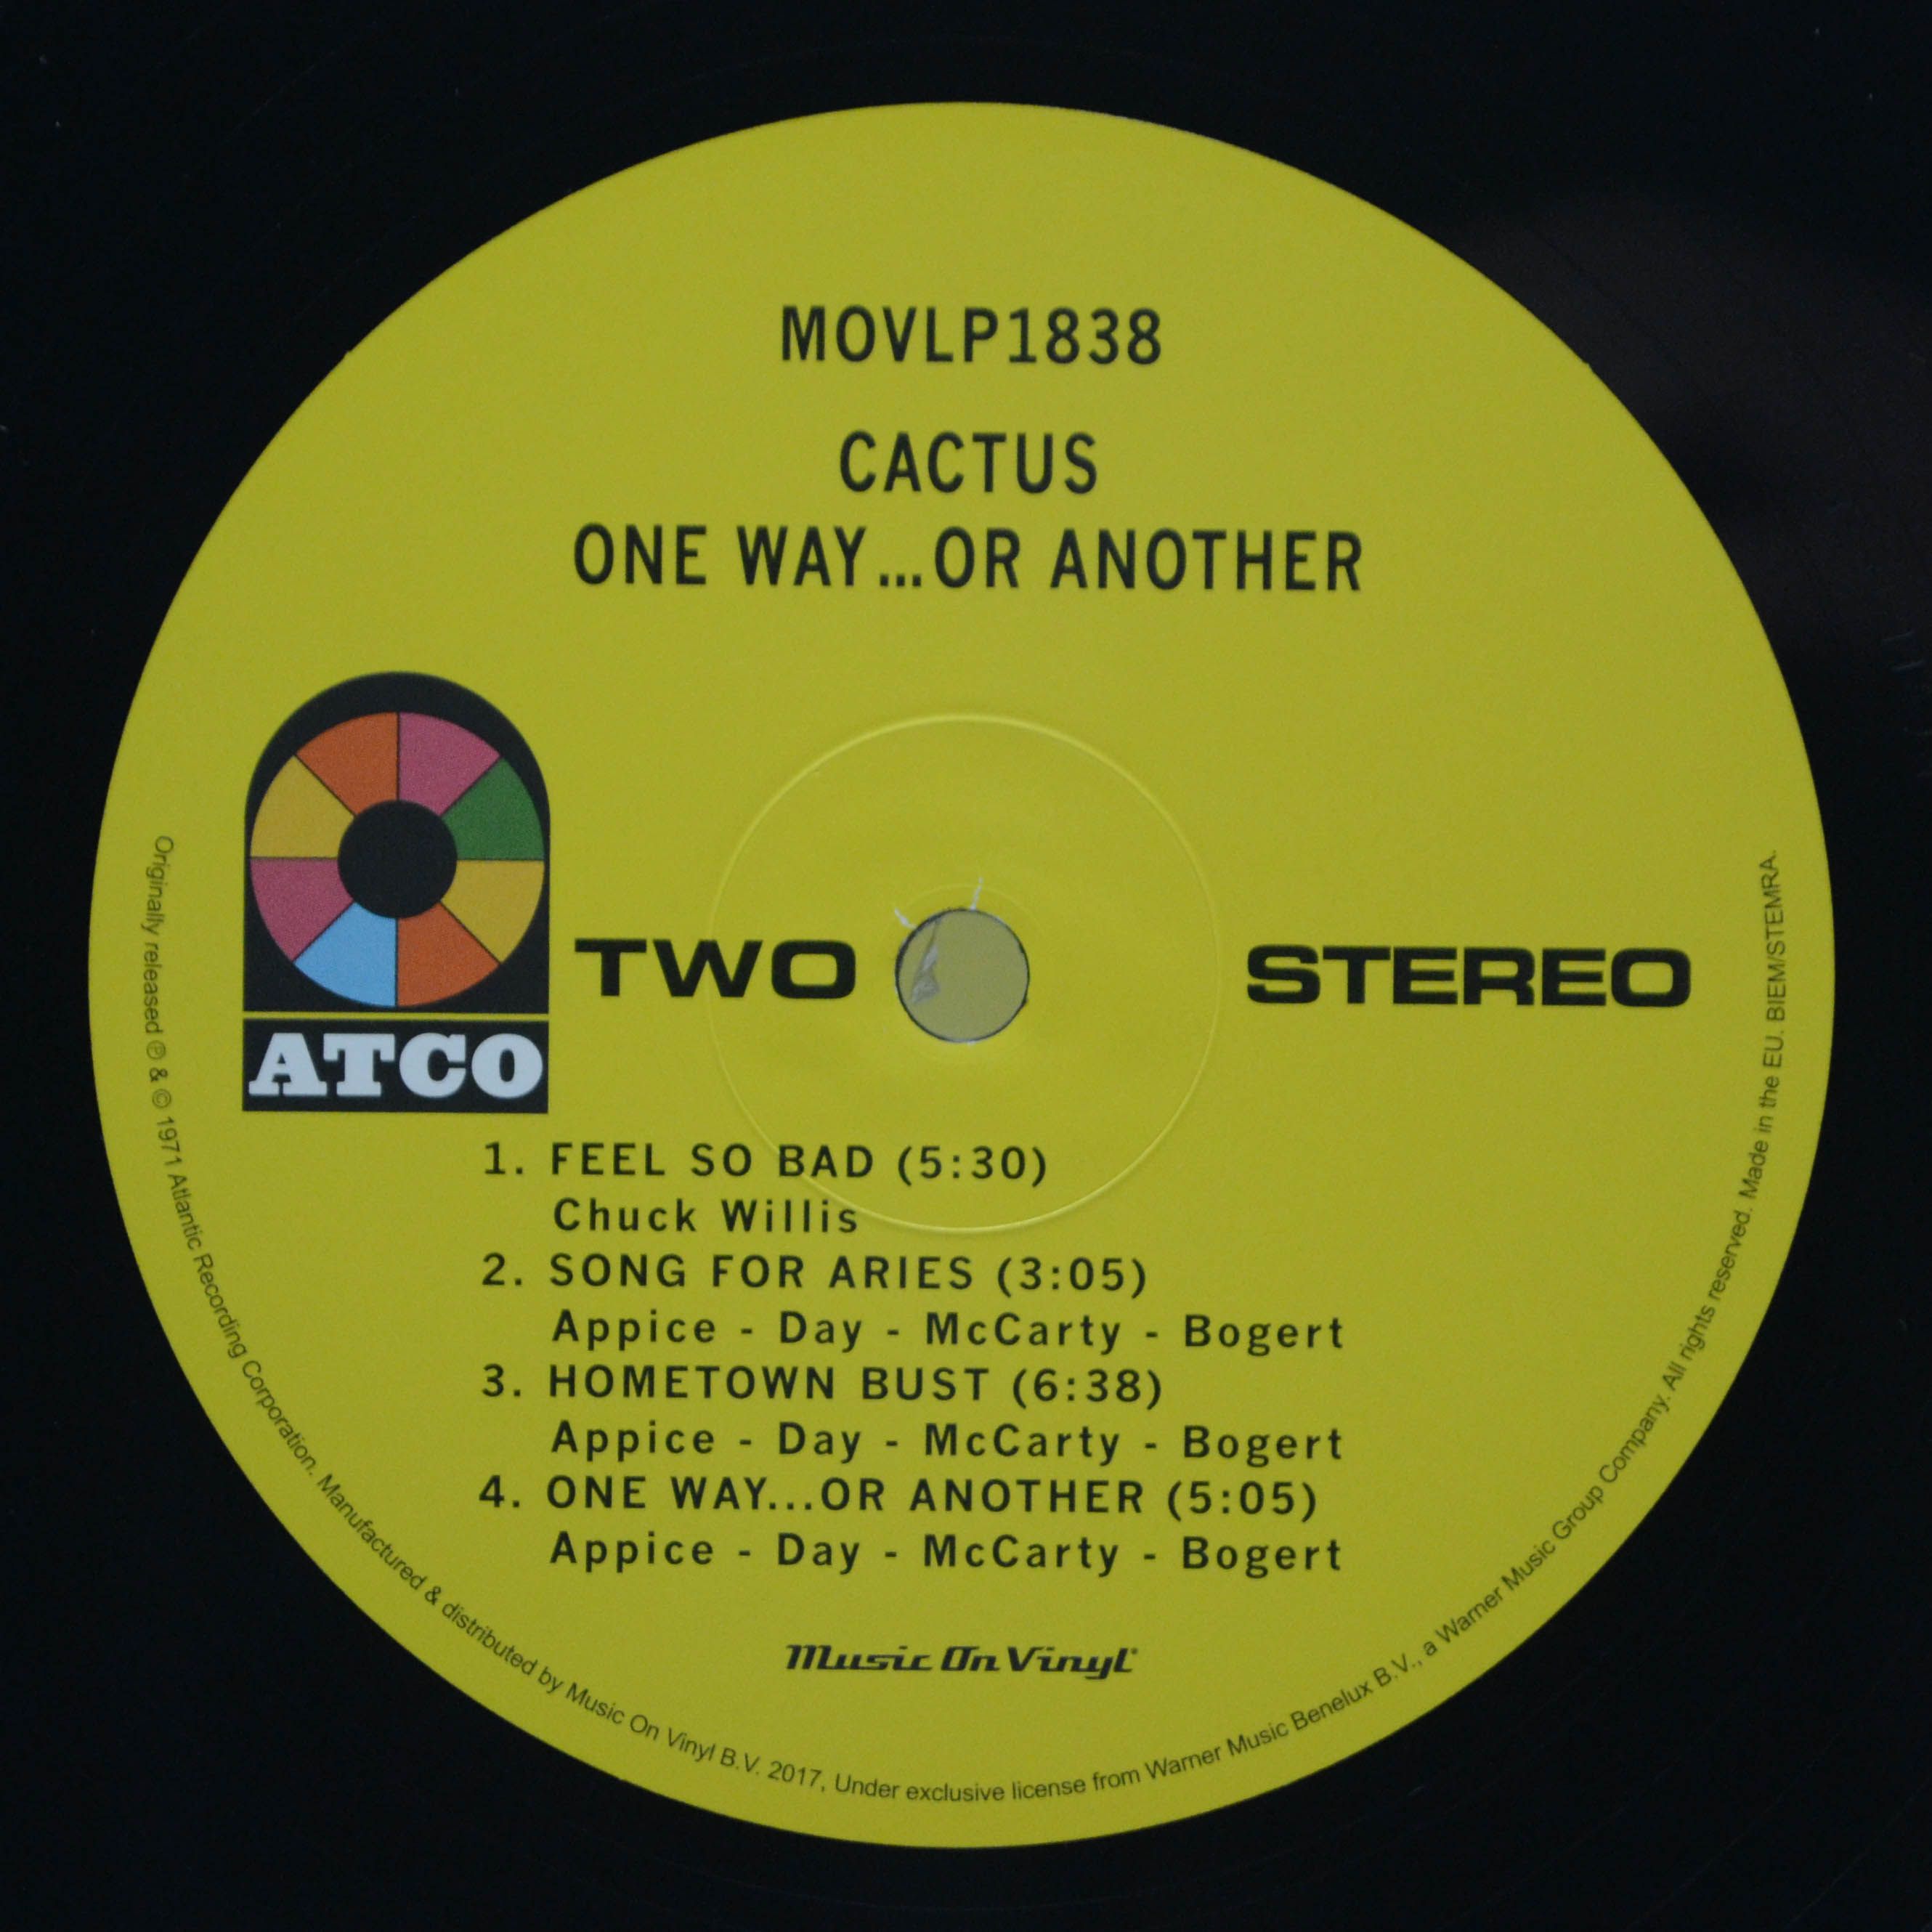 MOVLP1838
CACTUS
ONE WAY...OR ANOTHER
ATCO
TWO
STEREO
1. FEEL SO BAD (5:30)
Chuck Willis
2. SONG FOR ARIES (3:05)
Appice - Day - McCarty - Bogert
3. HOMETOWN BUST (6:38)
Appice - Day - McCarty - Bogert
4. ONE WAY...OR ANOTHER (5:05)
Appice - Day - McCarty - Bogert
Music On Vinyl®
Originally released ℗ & © 1971 Atlantic Recording Corporation. Manufactured & distributed by Music On Vinyl B.V. 2017, Under exclusive license from Warner Music Benelux B.V., a Warner Music Group Company. All rights reserved. Made in the EU. BIEM/STEMRA.